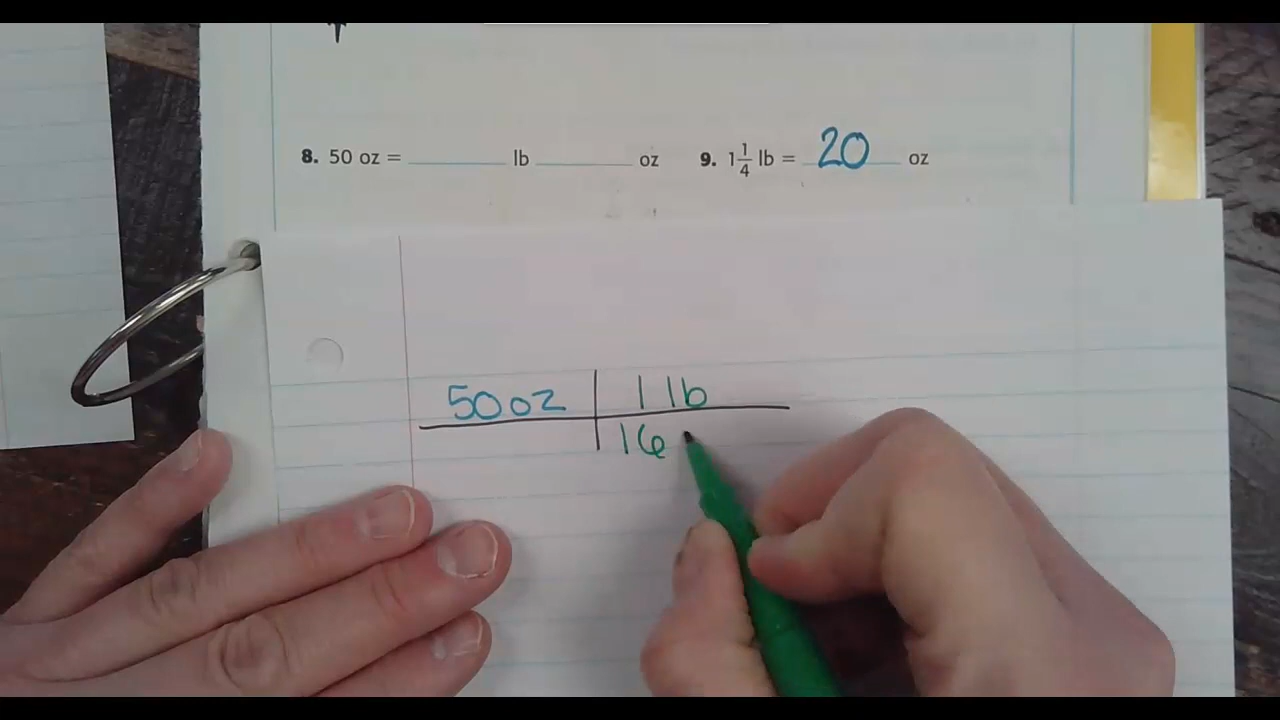 8. 50 oz = ________ lb ________ oz 9. 1 1/4 lb = 20 oz
50 oz 1 lb
16